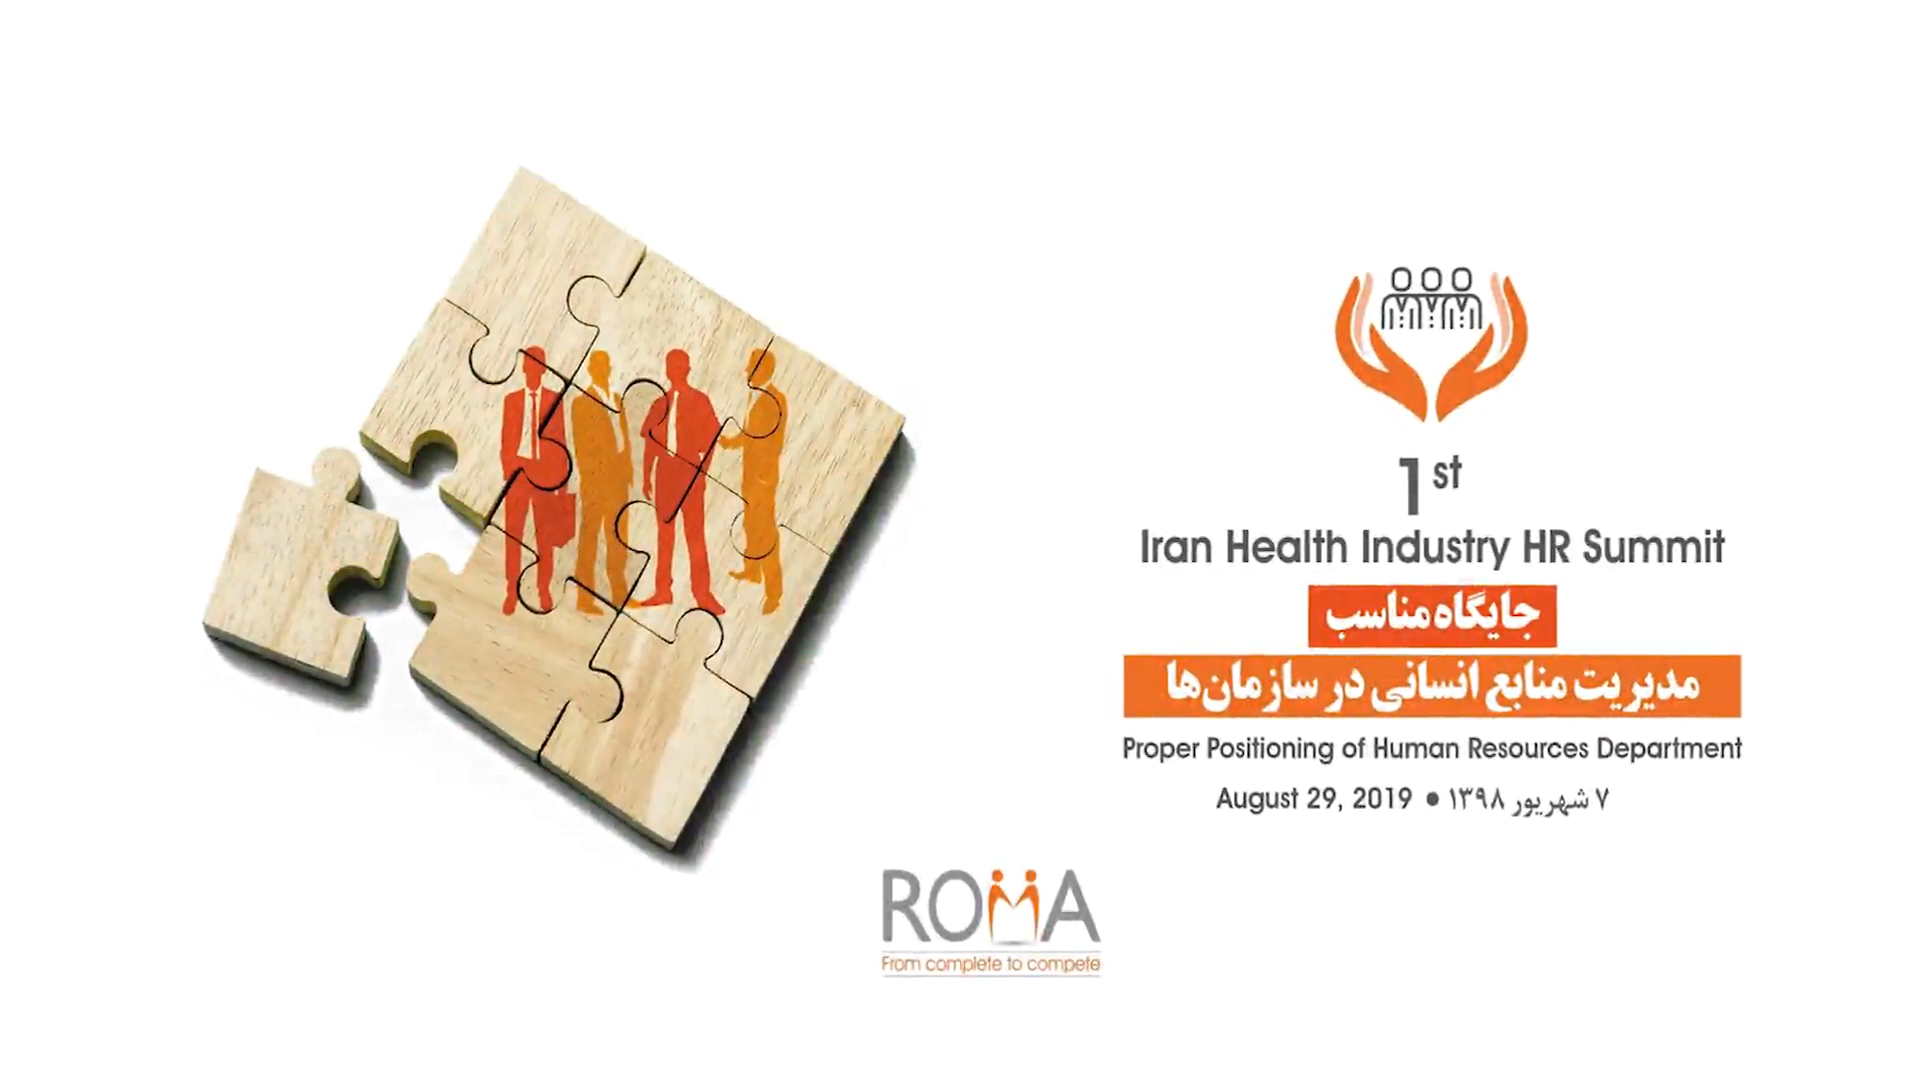 1st
Iran Health Industry HR Summit
جایگاه مناسب
مدیریت منابع انسانی در سازمان‌ها
Proper Positioning of Human Resources Department
August 29, 2019 • ۷ شهریور ۱۳۹۸
ROMA
From complete to compete